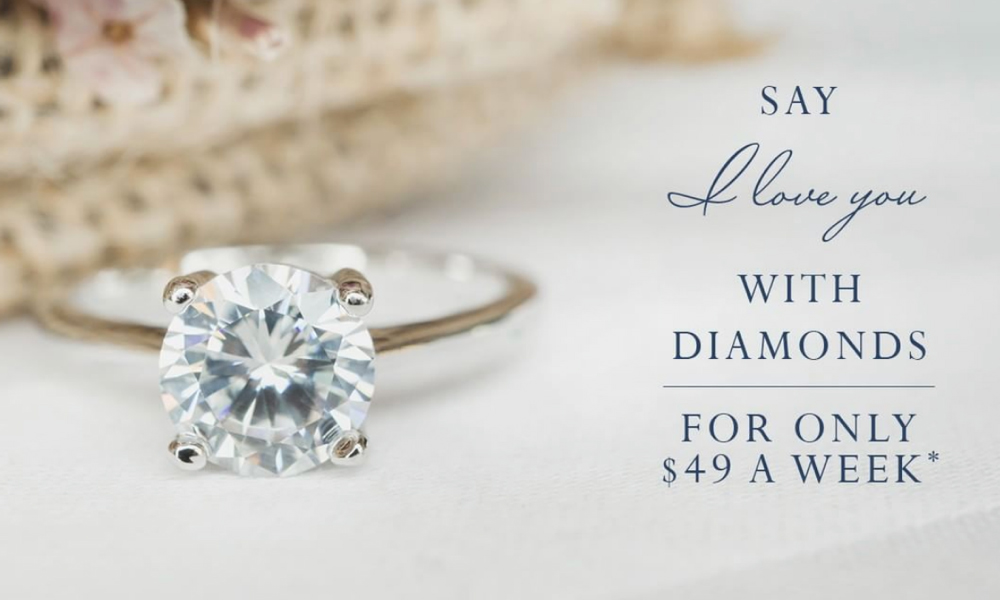 SAY
I love you
WITH
DIAMONDS
FOR ONLY
$49 A WEEK*